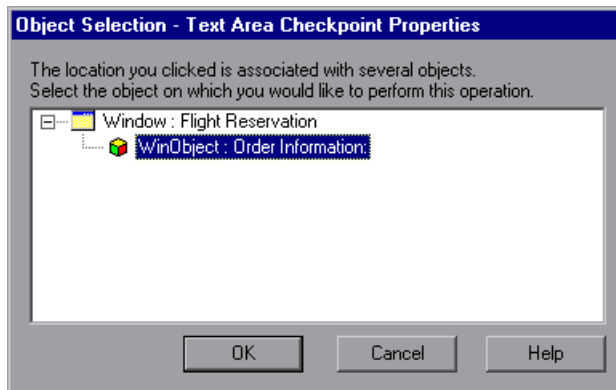 Object Selection - Text Area Checkpoint Properties
The location you clicked is associated with several objects.
Select the object on which you would like to perform this operation.
Window : Flight Reservation
WinObject : Order Information:
OK Cancel Help